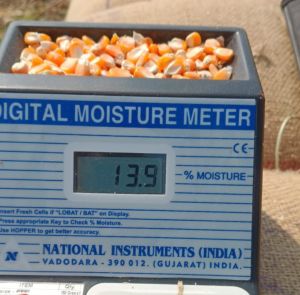 DIGITAL MOISTURE METER
CE
13.9
% MOISTURE
Insert Fresh Cells if "LOBAT / BAT" on Display.
Press appropriate Key to Check % Moisture.
Use HOPPER to get better accuracy.
N
NATIONAL INSTRUMENTS (INDIA)
VADODARA - 390 012. (GUJARAT) INDIA.
ITEM